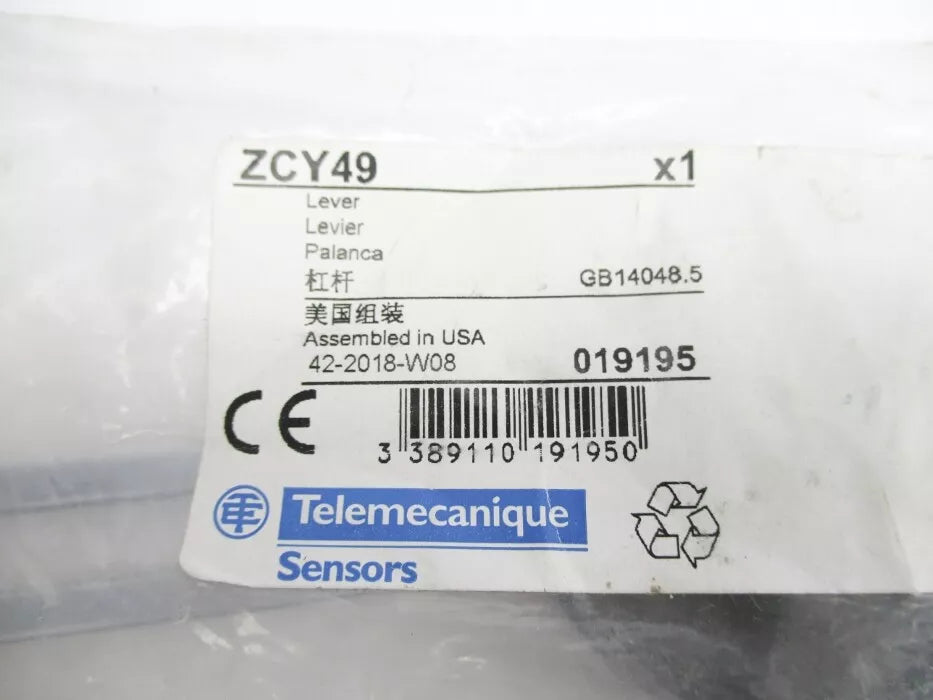 ZCY49 x1
Lever
Levier
Palanca
杠杆 GB14048.5
美国组装
Assembled in USA
42-2018-W08 019195
CE
3 389110 191950
Telemecanique
Sensors